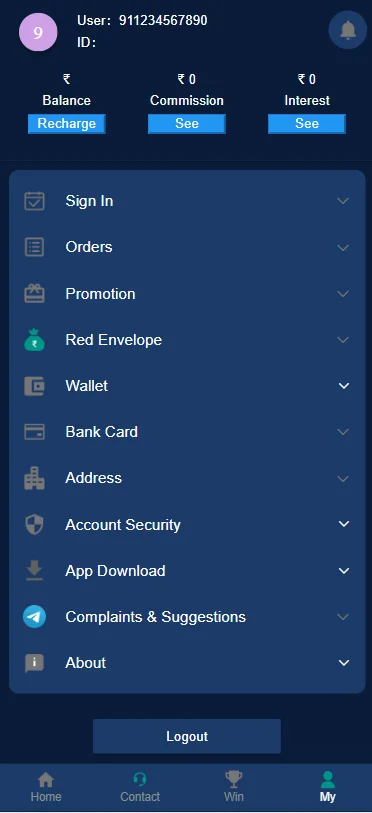 9
User: 911234567890
ID:
₹
₹ 0
₹ 0
Balance
Commission
Interest
Recharge
See
See
Sign In
Orders
Promotion
₹
Red Envelope
Wallet
Bank Card
Address
Account Security
App Download
Complaints & Suggestions
About
Logout
Home
Contact
Win
My